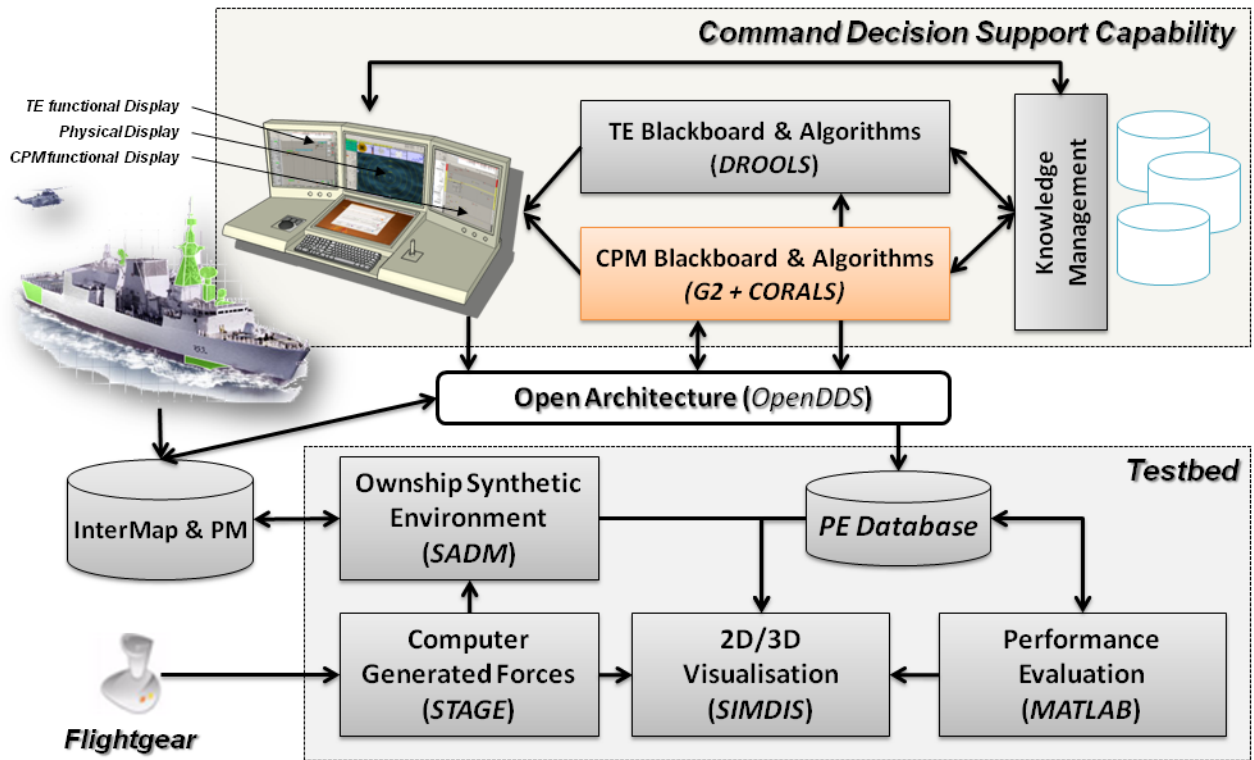 Command Decision Support Capability
TE functional Display
Physical Display
CPM functional Display
TE Blackboard & Algorithms
(DROOLS)
CPM Blackboard & Algorithms
(G2 + CORALS)
Knowledge
Management
Open Architecture (OpenDDS)
Testbed
InterMap & PM
Ownship Synthetic
Environment
(SADM)
PE Database
Computer
Generated Forces
(STAGE)
2D/3D
Visualisation
(SIMDIS)
Performance
Evaluation
(MATLAB)
Flightgear